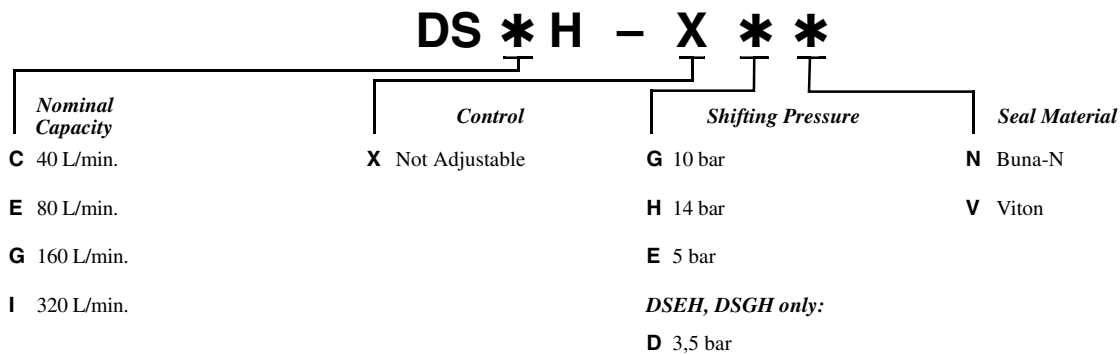 DS ✱ H – X ✱ ✱
Nominal
Capacity
C 40 L/min.
E 80 L/min.
G 160 L/min.
I 320 L/min.
Control
X Not Adjustable
Shifting Pressure
G 10 bar
H 14 bar
E 5 bar
DSEH, DSGH only:
D 3,5 bar
Seal Material
N Buna-N
V Viton